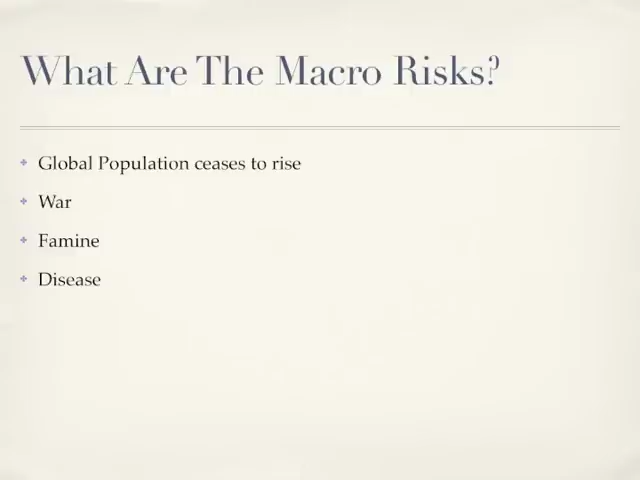 What Are The Macro Risks?
Global Population ceases to rise
War
Famine
Disease